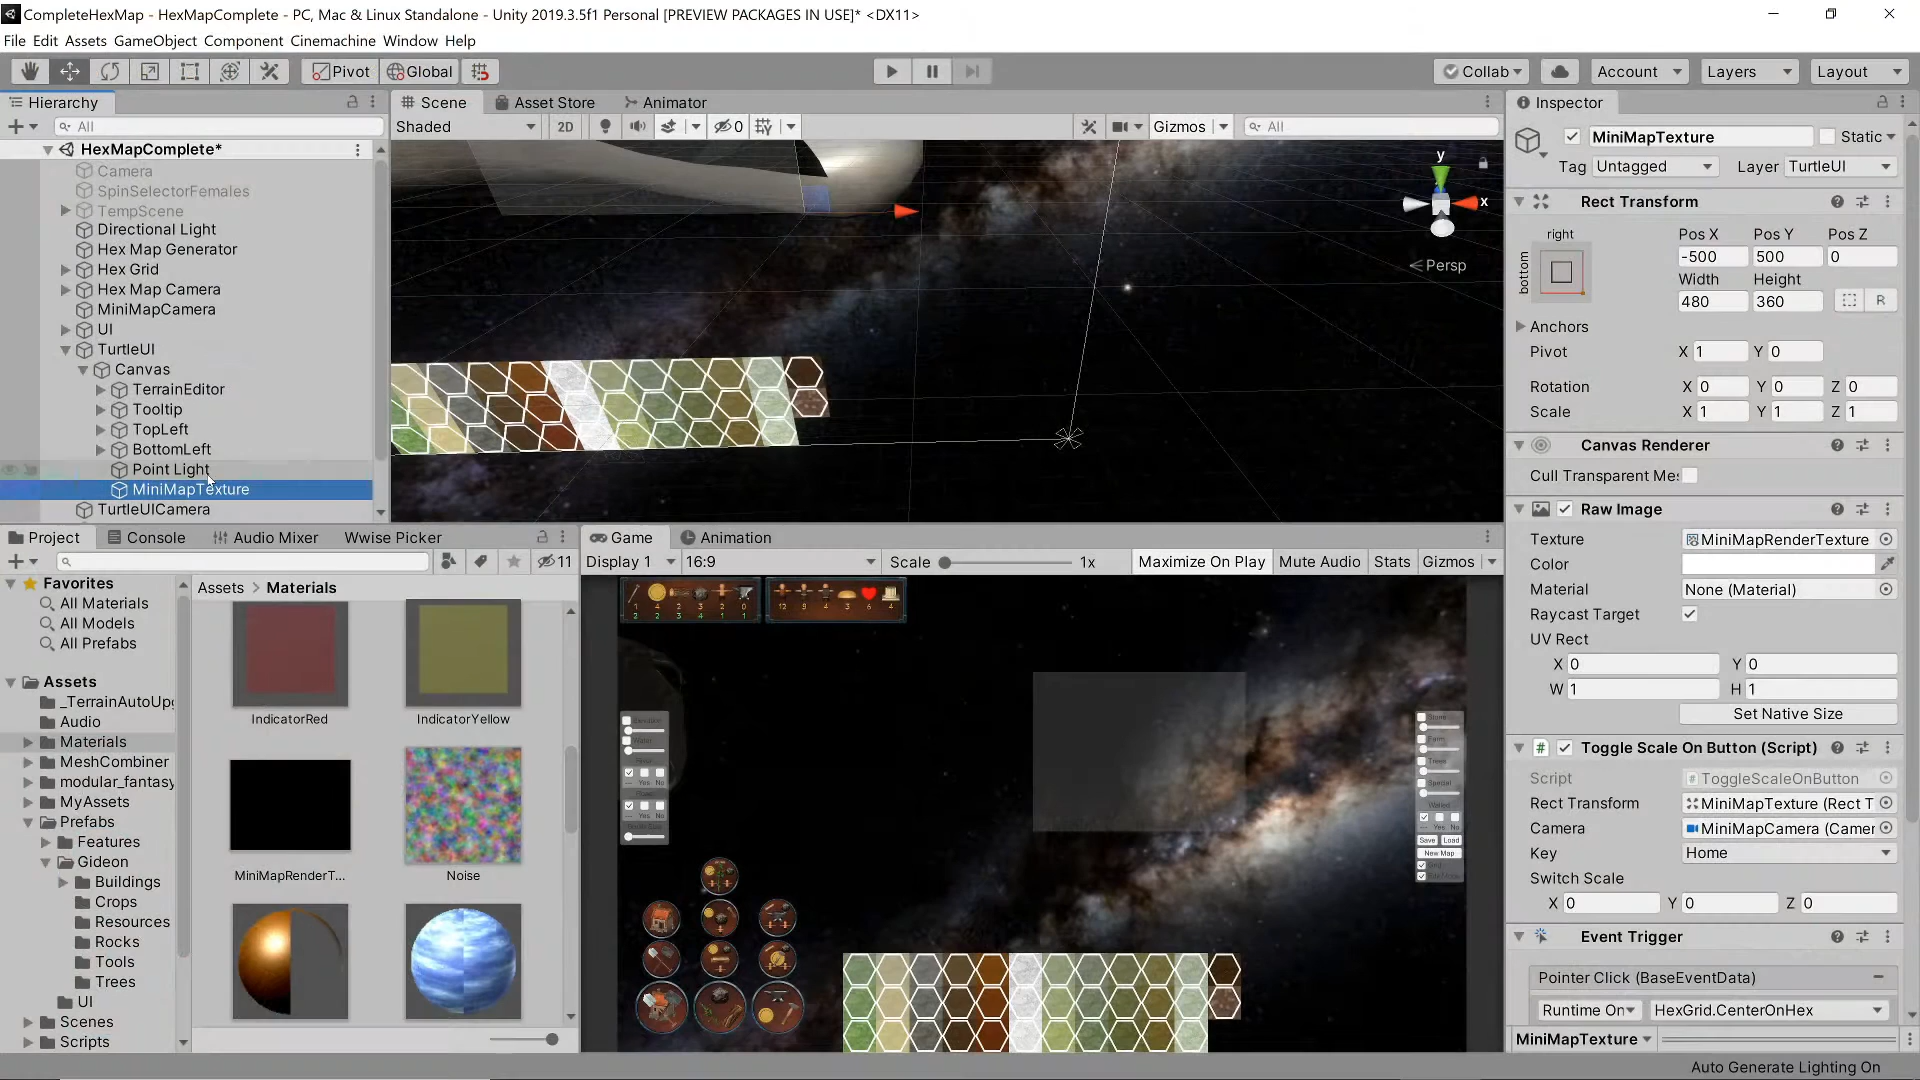 CompleteHexMap - HexMapComplete - PC, Mac & Linux Standalone - Unity 2019.3.5f1 Personal [PREVIEW PACKAGES IN USE]* <DX11>
File Edit Assets GameObject Component Cinemachine Window Help
Pivot Global Collab Account Layers Layout
Hierarchy
All
HexMapComplete*
Camera
SpinSelectorFemales
TempScene
Directional Light
Hex Map Generator
Hex Grid
Hex Map Camera
MiniMapCamera
UI
TurtleUI
Canvas
TerrainEditor
Tooltip
TopLeft
BottomLeft
Point Light
MiniMapTexture
TurtleUICamera
Scene Asset Store Animator
Shaded 2D 0 Gizmos All
y
x
Persp
Project Console Audio Mixer Wwise Picker
11
Favorites
All Materials
All Models
All Prefabs
Assets
_TerrainAutoUp
Audio
Materials
MeshCombiner
modular_fantasy
MyAssets
Prefabs
Features
Gideon
Buildings
Crops
Resources
Rocks
Tools
Trees
UI
Scenes
Scripts
Assets > Materials
IndicatorRed
IndicatorYellow
MiniMapRenderT...
Noise
Game Animation
Display 1 16:9 Scale 1x Maximize On Play Mute Audio Stats Gizmos
Save Load
New Map
Inspector
MiniMapTexture Static
Tag Untagged Layer TurtleUI
Rect Transform
right
bottom
Pos X Pos Y Pos Z
-500 500 0
Width Height
480 360 R
Anchors
Pivot X 1 Y 0
Rotation X 0 Y 0 Z 0
Scale X 1 Y 1 Z 1
Canvas Renderer
Cull Transparent Me
Raw Image
Texture MiniMapRenderTexture
Color
Material None (Material)
Raycast Target
UV Rect
X 0 Y 0
W 1 H 1
Set Native Size
Toggle Scale On Button (Script)
Script ToggleScaleOnButton
Rect Transform MiniMapTexture (Rect T
Camera MiniMapCamera (Camer
Key Home
Switch Scale
X 0 Y 0 Z 0
Event Trigger
Pointer Click (BaseEventData)
Runtime On HexGrid.CenterOnHex
MiniMapTexture
Auto Generate Lighting On